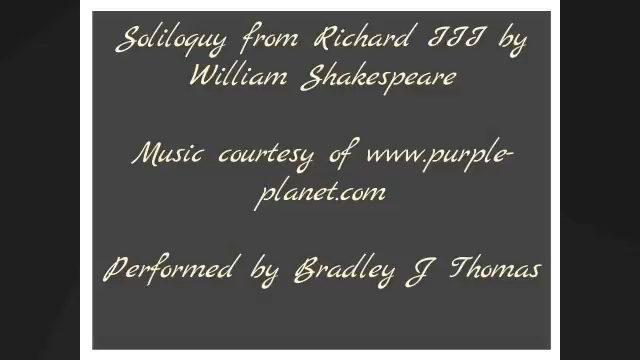 Soliloquy from Richard III by
William Shakespeare
Music courtesy of www.purple-
planet.com
Performed by Bradley J Thomas